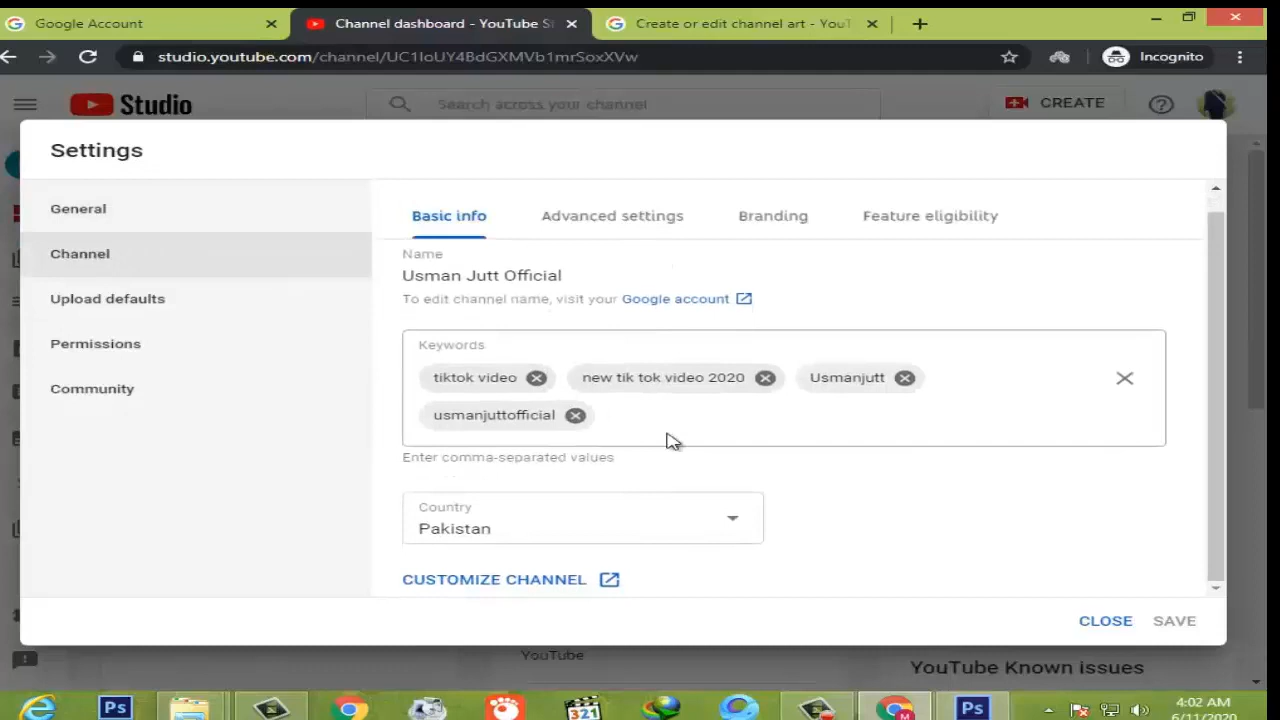 Google Account
Channel dashboard - YouTube St
Create or edit channel art - YouT
studio.youtube.com/channel/UC1IoUY4BdGXMVb1mrSoxXVw
Incognito
Studio
Search across your channel
CREATE
Settings
General
Channel
Upload defaults
Permissions
Community
Basic info
Advanced settings
Branding
Feature eligibility
Name
Usman Jutt Official
To edit channel name, visit your Google account
Keywords
tiktok video
new tik tok video 2020
Usmanjutt
usmanjuttofficial
Enter comma-separated values
Country
Pakistan
CUSTOMIZE CHANNEL
CLOSE
SAVE
YouTube
YouTube Known issues
Ps
321
M
Ps
4:02 AM
6/11/2020